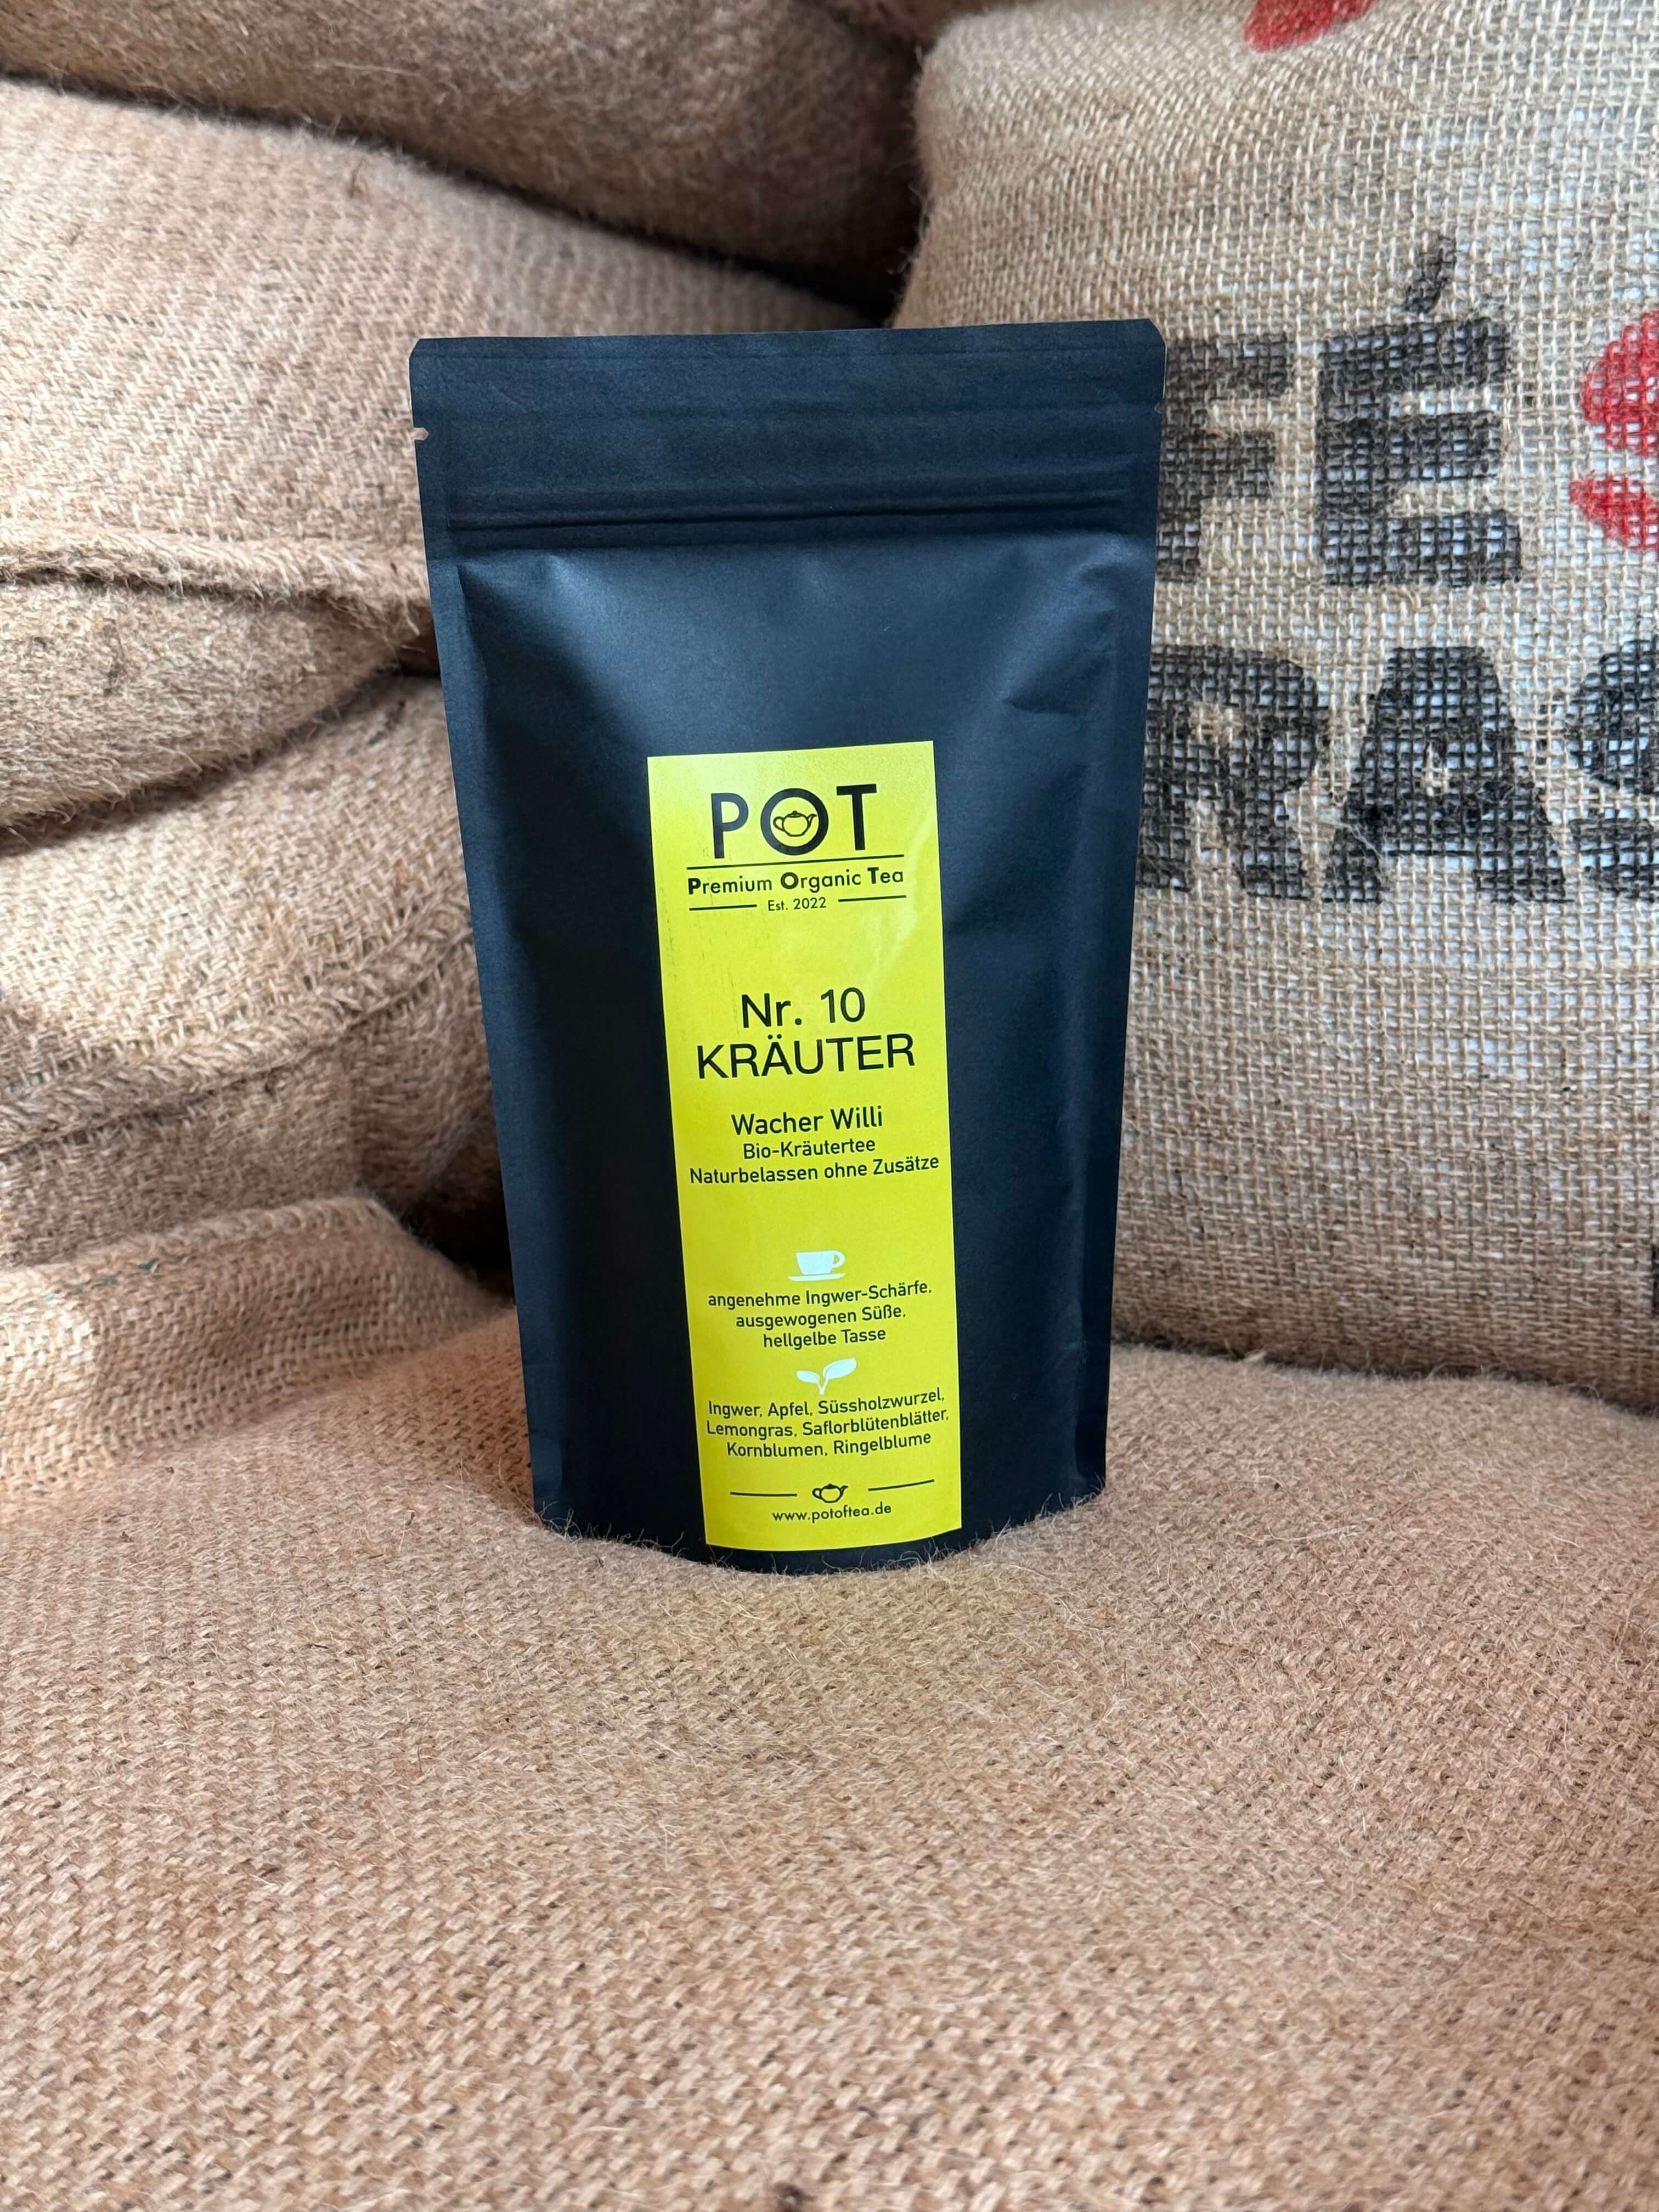 POT
Premium Organic Tea
Est. 2022
Nr. 10
KRÄUTER
Wacher Willi
Bio-Kräutertee
Naturbelassen ohne Zusätze
angenehme Ingwer-Schärfe,
ausgewogenen Süße,
hellgelbe Tasse
Ingwer, Apfel, Süssholzwurzel,
Lemongras, Saflorblütenblätter,
Kornblumen, Ringelblume
www.potoftea.de
FÉ
RAS